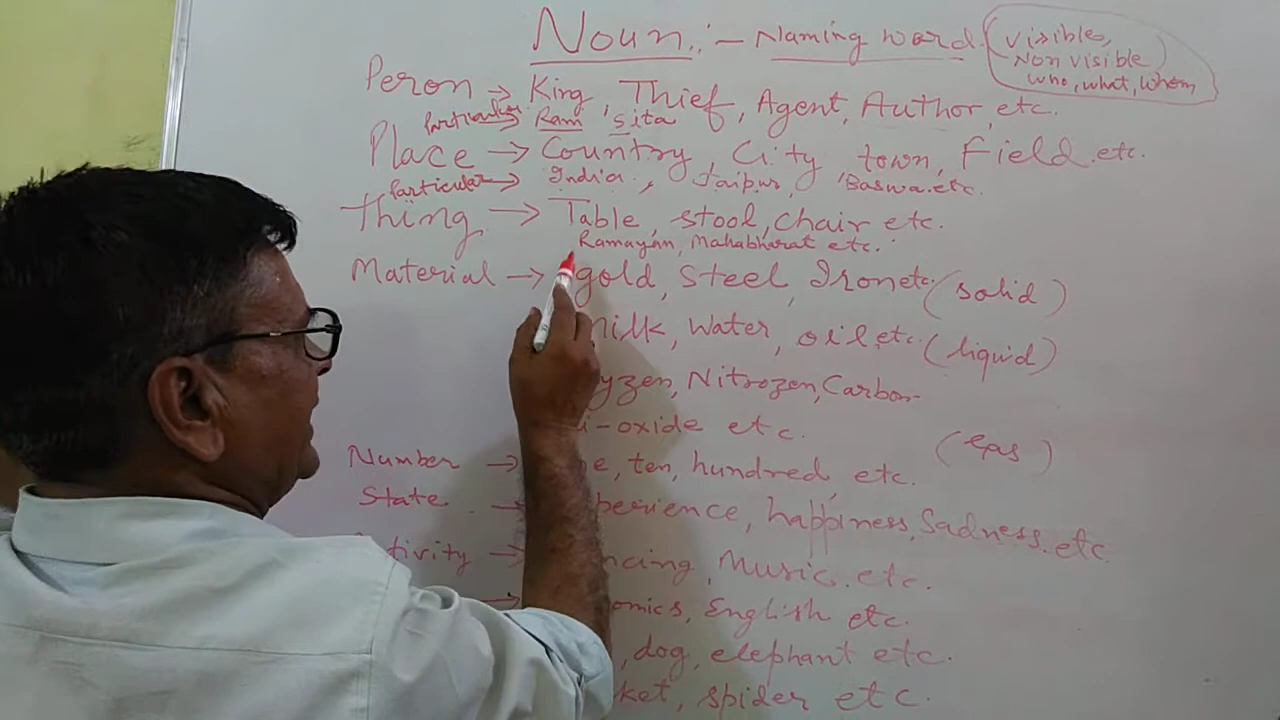 Noun :- Naming word (visibles,
Non visible
who, what, whom)
Peron → King, Thief, Agent, Author, etc.
particular → Ram, Sita
Place → Country, City town, Field etc.
particular → India, Jaipur, Baswa etc.
Thing → Table, stool, chair etc.
Ramayan, Mahabharat etc.
Material → gold, Steel, Iron etc. (solid)
milk, Water, oil etc. (liquid)
yzen, Nitrozen, Carbon-
i-oxide etc. (gas)
Number → e, ten, hundred, etc.
State → perience, happiness, Sadness. etc
tivity → ncing, Music. etc.
→ omics, English etc.
, dog, elephant etc.
ket, spider etc.